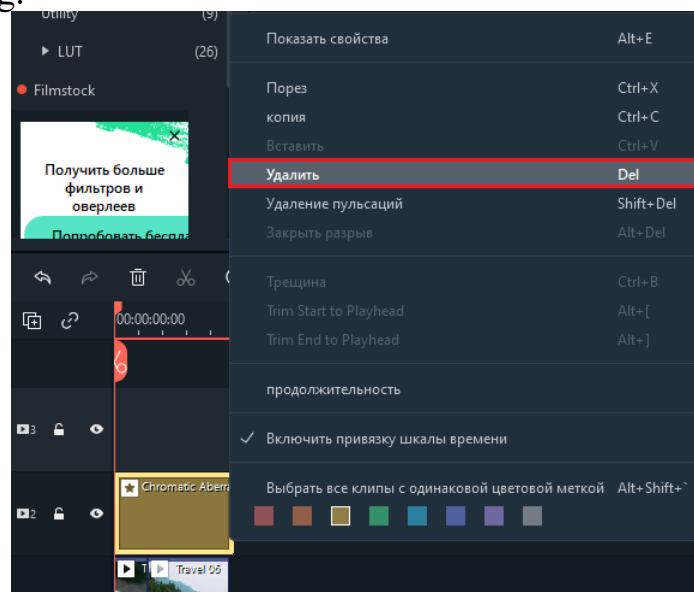 g.
Utility (9)
LUT (26)
Filmstock
Получить больше
фильтров и
оверлеев
Попробовать беспла
00:00:00:00
3
2
Chromatic Aberra
Travel 06
Показать свойства Alt+E
Порез Ctrl+X
копия Ctrl+C
Вставить Ctrl+V
Удалить Del
Удаление пульсаций Shift+Del
Закрыть разрыв Alt+Del
Трещина Ctrl+B
Trim Start to Playhead Alt+[
Trim End to Playhead Alt+]
продолжительность
Включить привязку шкалы времени
Выбрать все клипы с одинаковой цветовой меткой Alt+Shift+`